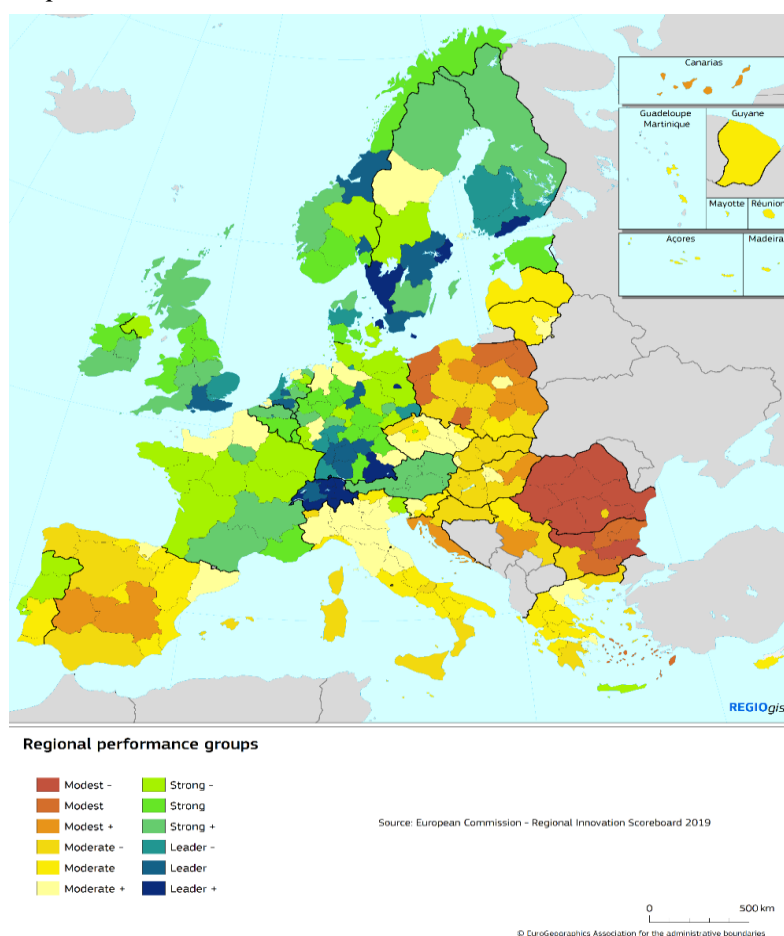 Canarias
Guadeloupe
Martinique
Guyane
Mayotte
Réunion
Açores
Madeira
REGIOgis
Regional performance groups
Modest -
Modest
Modest +
Moderate -
Moderate
Moderate +
Strong -
Strong
Strong +
Leader -
Leader
Leader +
Source: European Commission - Regional Innovation Scoreboard 2019
0 500 km
© EuroGeographics Association for the administrative boundaries